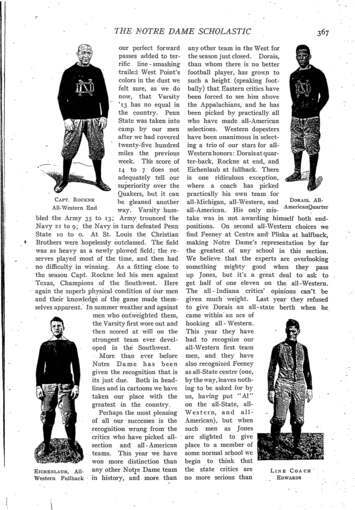 THE NOTRE DAME SCHOLASTIC
367
CAPT. ROCKNE
All-Western End
our perfect forward
passes added to ter-
rific line-smashing
trailed West Point's
colors in the dust we
felt sure, as we do
now, that Varsity
'13 has no equal in
the country. Penn
State was taken into
camp by our men
after we had covered
twenty-five hundred
miles the previous
week. This score of
14 to 7 does not
adequately tell our
superiority over the
Quakers, but it can
be gleaned another
way. Varsity hum-
bled the Army 35 to 13; Army trounced the
Navy 22 to 9; the Navy in turn defeated Penn
State 10 to 0. At St. Louis, the Christian
Brothers were hopelessly outclassed. The field
was as heavy as a newly plowed field; the re-
serves played most of the time, and then had
no difficulty in winning. As a fitting close to
the season Capt. Rockne led his men against
Texas, Champions of the Southwest. Here
again the superb physical condition of our men
and their knowledge of the game made them-
selves apparent. In summer weather and against
men who outweighted them,
the Varsity first wore out and
then scored at will on the
strongest team ever devel-
oped in the Southwest.
More than ever before
Notre Dame has been
given the recognition that is
its just due. Both in head-
lines and in cartoons we have
taken our place with the
greatest in the country.
Perhaps the most pleasing
of all our successes is the
recognition wrung from the
critics who have picked all-
section and all-American
teams. This year we have
won more distinction than
any other Notre Dame team
in history, and more than
EICHENLAUB, All-
Western Fullback
any other team in the West for
the season just closed. Dorais,
than whom there is no better
football player, has grown to
such a height (speaking foot-
bally) that Eastern critics have
been forced to see him above
the Appalachians, and he has
been picked by practically all
who have made all-American
selections. Western dopesters
have been unanimous in select-
ing a trio of our stars for all-
Western honors: Dorais at quar-
ter-back, Rockne at end, and
Eichenlaub at fullback. There
is one ridiculous exception,
where a coach has picked
practically his own team for
all-Michigan, all-Western, and
all-American. His only mis-
take was in not awarding himself both end-
positions. On second all-Western choices we
find Feeney at Centre and Pliska at halfback,
making Notre Dame's representation by far
the greatest of any school in this section.
We believe that the experts are overlooking
something mighty good when they pass
up Jones, but it's a great deal to ask to
get half of one eleven on the all-Western.
The all-Indiana critics' opinions can't be
given much weight. Last year they refused
to give Dorais an all-state berth when he
came within an ace of
booking all-Western.
This year they have
had to recognize our
all-Western first team
men, and they have
also recognized Feeney
as all-State centre (one,
by the way, leaves noth-
ing to be asked for by
us, having put "Al"
on the all-State, all-
Western, and all-
American), but when
such men as Jones
are slighted to give
place to a member of
some normal school we
begin to think that
the state critics are
no more serious than
DORAIS, All-
American Quarter
LINE COACH
EDWARDS